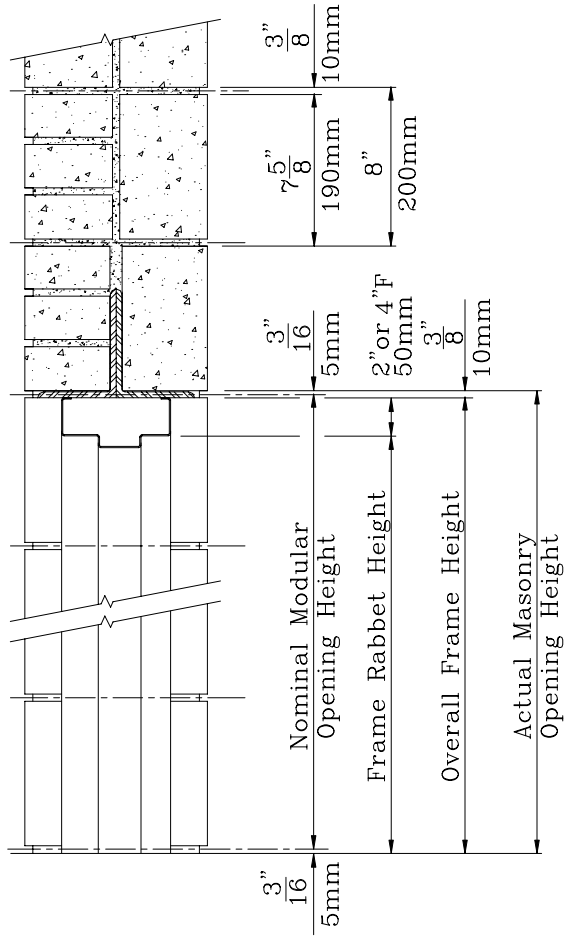 3"
16
5mm
Nominal Modular
Opening Height
3"
16
5mm
7 5"
8
190mm
3"
8
10mm
Frame Rabbet Height
2"or 4"F
50mm
8"
200mm
Overall Frame Height
3"
8
10mm
Actual Masonry
Opening Height